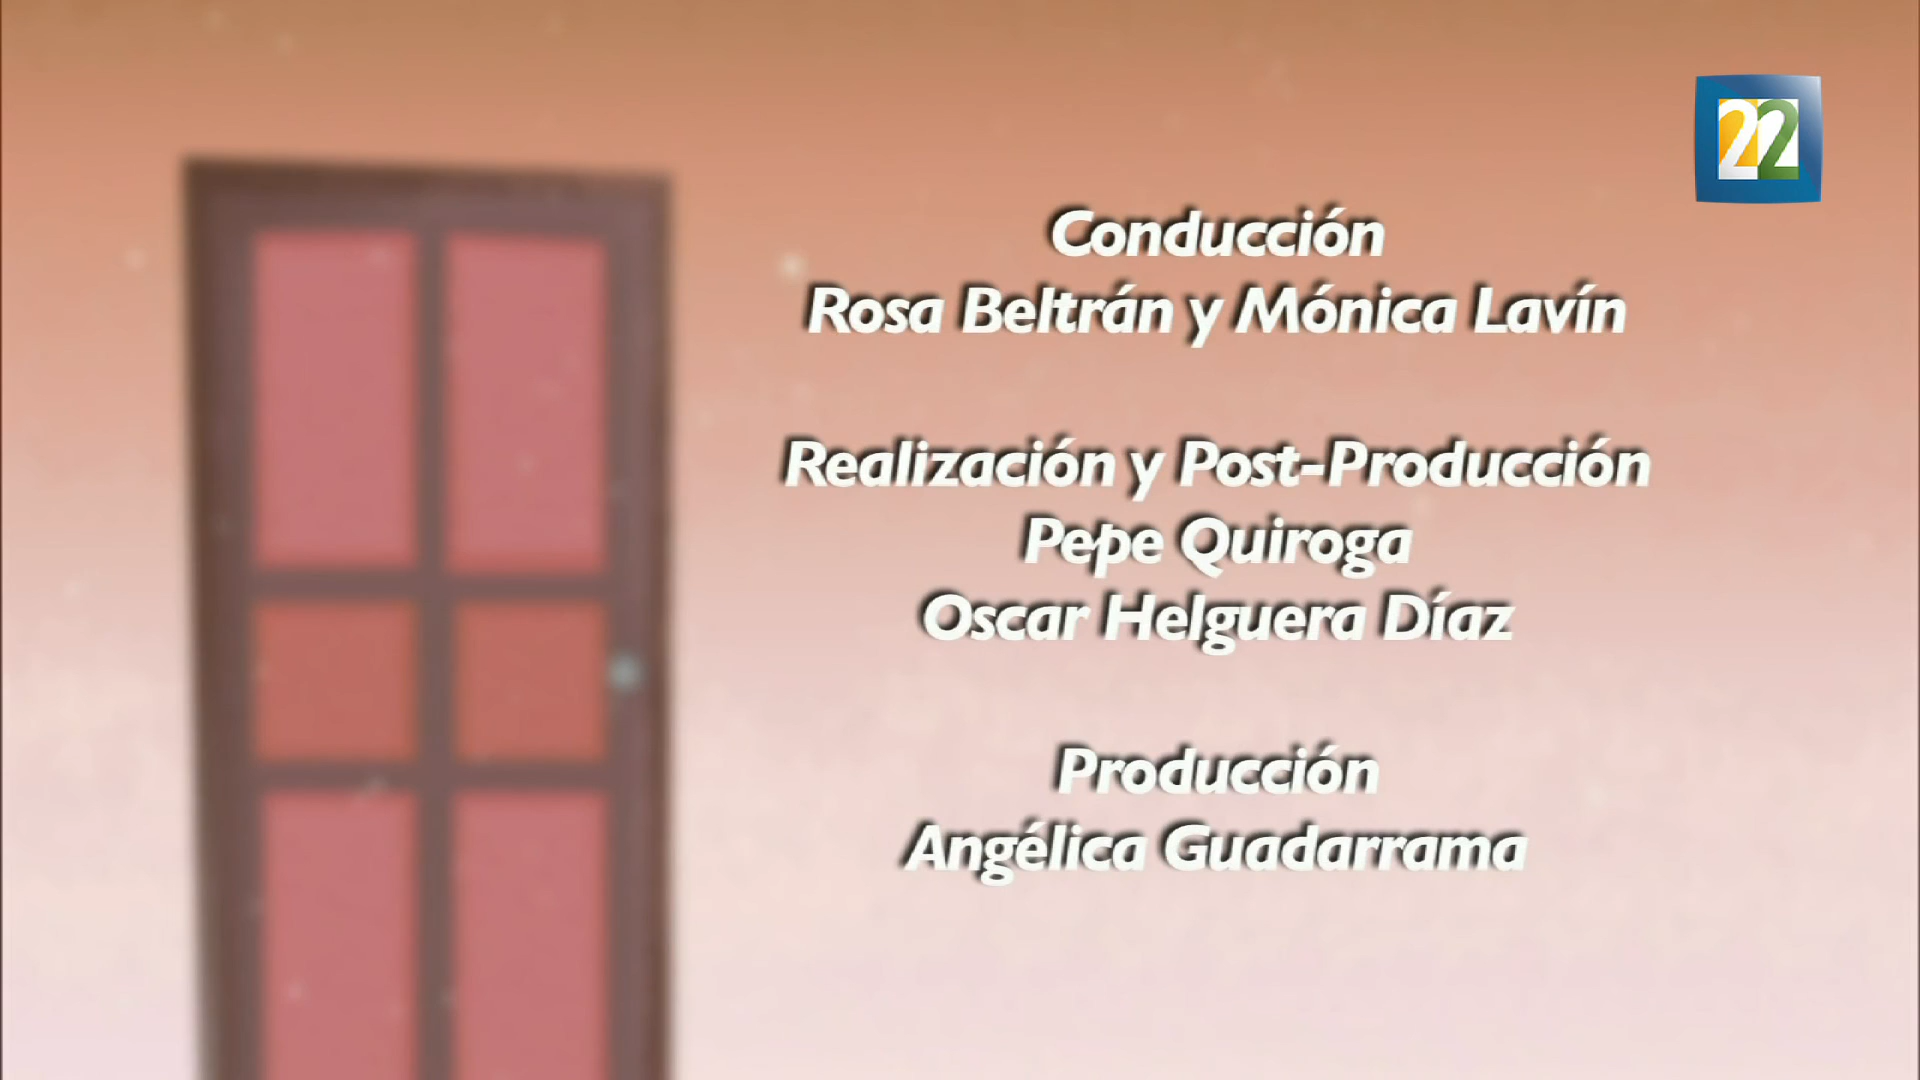 22
Conducción
Rosa Beltrán y Mónica Lavín
Realización y Post-Producción
Pepe Quiroga
Oscar Helguera Díaz
Producción
Angélica Guadarrama